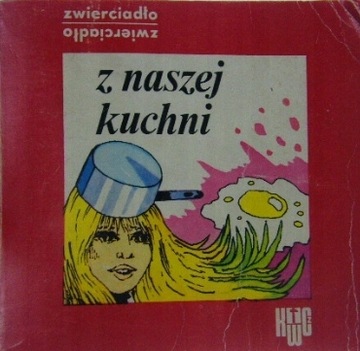 zwierciadło
zwierciadło
z naszej
kuchni